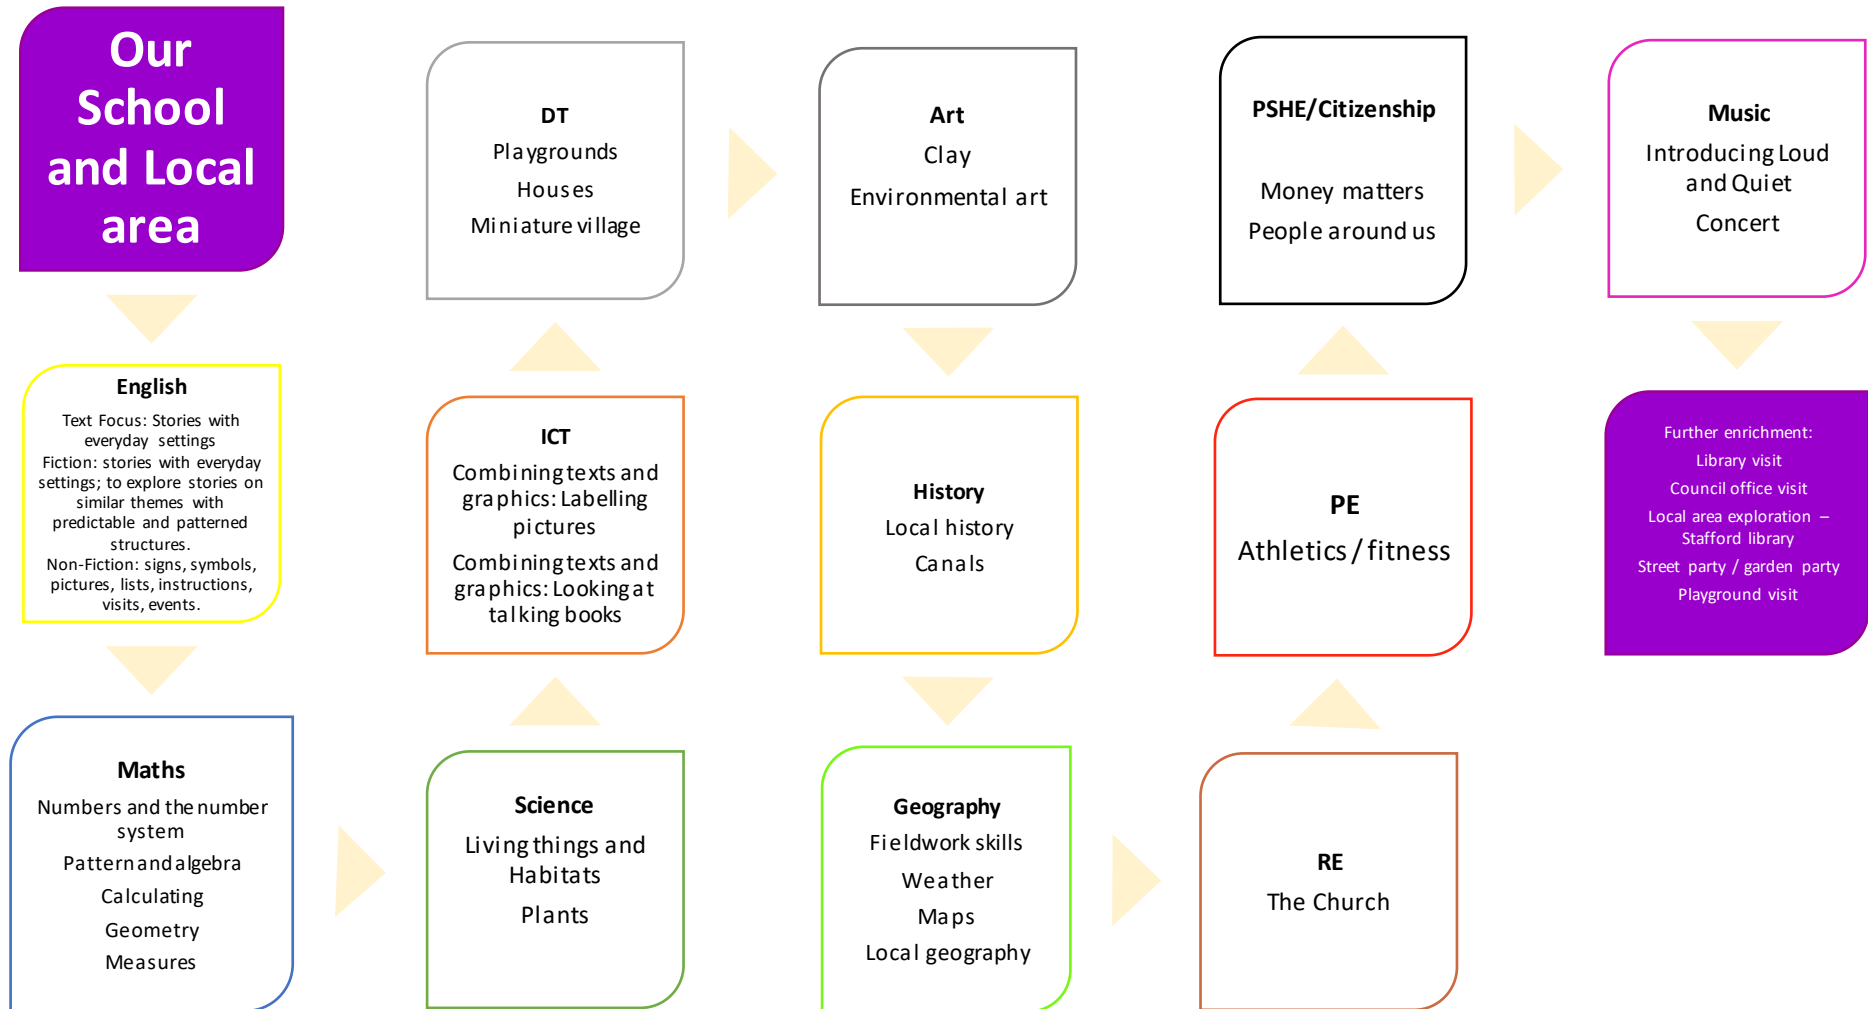 Our
School
and Local
area
English
Text Focus: Stories with
everyday settings
Fiction: stories with everyday
settings; to explore stories on
similar themes with
predictable and patterned
structures.
Non-Fiction: signs, symbols,
pictures, lists, instructions,
visits, events.
Maths
Numbers and the number
system
Pattern and algebra
Calculating
Geometry
Measures
Science
Living things and
Habitats
Plants
ICT
Combining texts and
graphics: Labelling
pictures
Combining texts and
graphics: Looking at
talking books
DT
Playgrounds
Houses
Miniature village
Art
Clay
Environmental art
History
Local history
Canals
Geography
Fieldwork skills
Weather
Maps
Local geography
RE
The Church
PE
Athletics / fitness
PSHE/Citizenship
Money matters
People around us
Music
Introducing Loud
and Quiet
Concert
Further enrichment:
Library visit
Council office visit
Local area exploration –
Stafford library
Street party / garden party
Playground visit